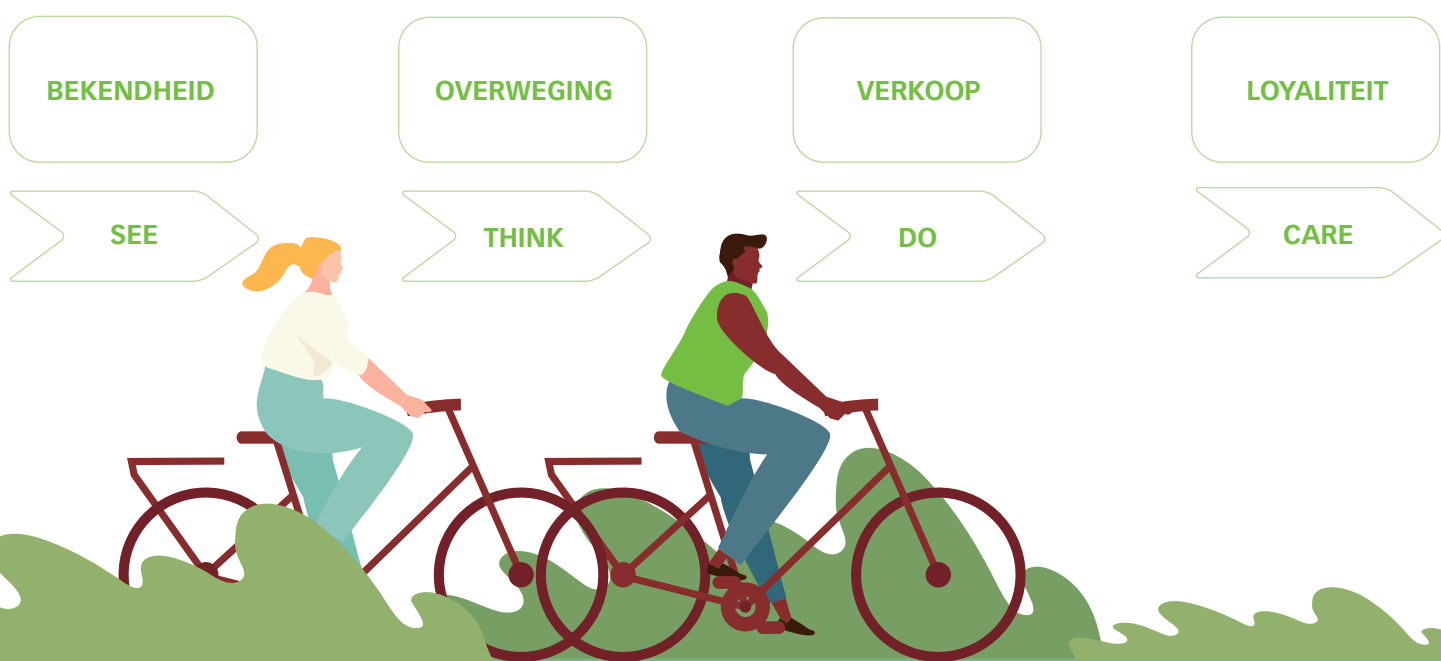 BEKENDHEID
OVERWEGING
VERKOOP
LOYALITEIT
SEE
THINK
DO
CARE